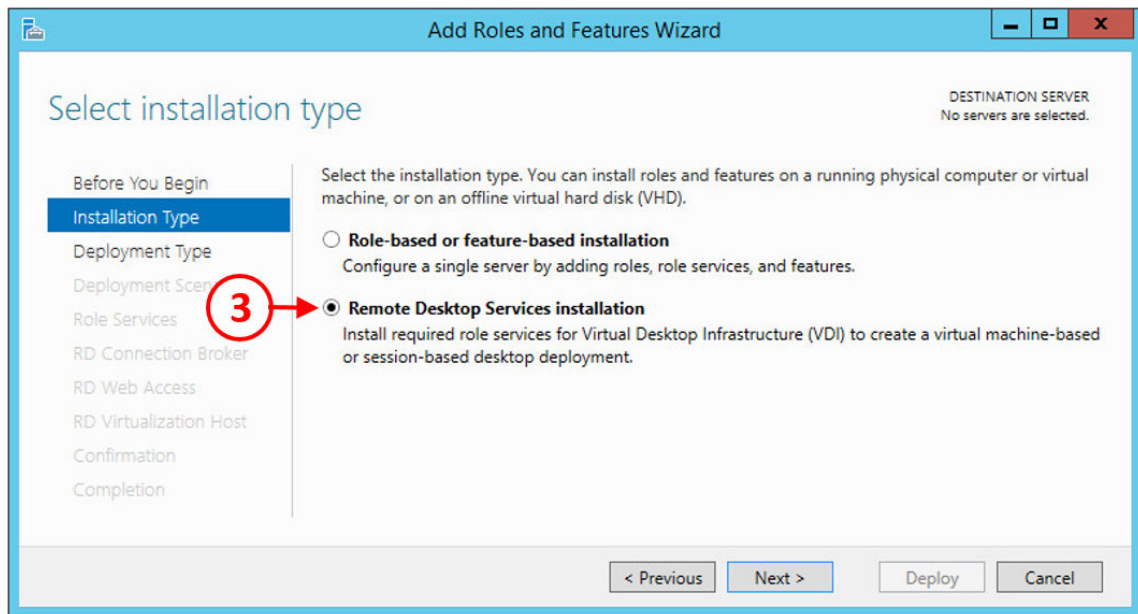 Add Roles and Features Wizard
Select installation type
DESTINATION SERVER
No servers are selected.
Before You Begin
Installation Type
Deployment Type
Deployment Scen
Role Services
RD Connection Broker
RD Web Access
RD Virtualization Host
Confirmation
Completion
Select the installation type. You can install roles and features on a running physical computer or virtual
machine, or on an offline virtual hard disk (VHD).
Role-based or feature-based installation
Configure a single server by adding roles, role services, and features.
3
Remote Desktop Services installation
Install required role services for Virtual Desktop Infrastructure (VDI) to create a virtual machine-based
or session-based desktop deployment.
< Previous
Next >
Deploy
Cancel